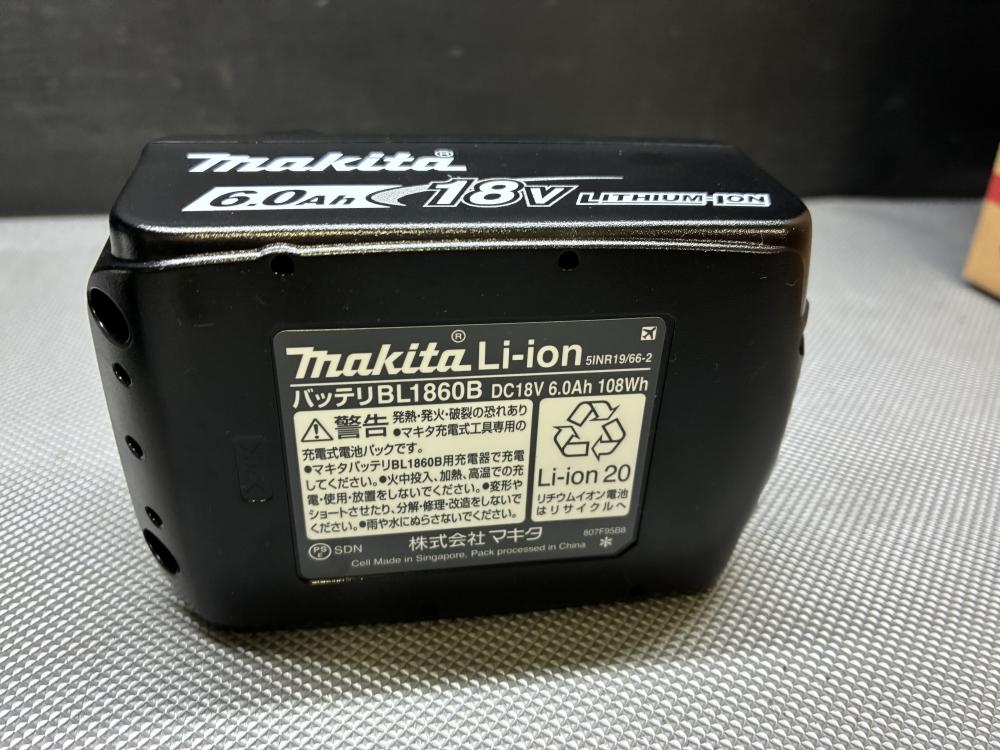 makita®
6.0Ah 18V LITHIUM-ION
makita® Li-ion 5INR19/66-2
バッテリBL1860B DC18V 6.0Ah 108Wh
警告 発熱・発火・破裂の恐れあり
●マキタ充電式工具専用の
充電式電池パックです。
●マキタバッテリBL1860B用充電器で充電
してください。●火中投入、加熱、高温での充
電・使用・放置をしないでください。●変形や
ショートさせたり、分解・修理・改造をしないで
ください。●雨や水にぬらさないでください。
Li-ion 20
リチウムイオン電池
はリサイクルへ
PS E SDN 株式会社マキタ 807F95B8
Cell Made in Singapore, Pack processed in China *